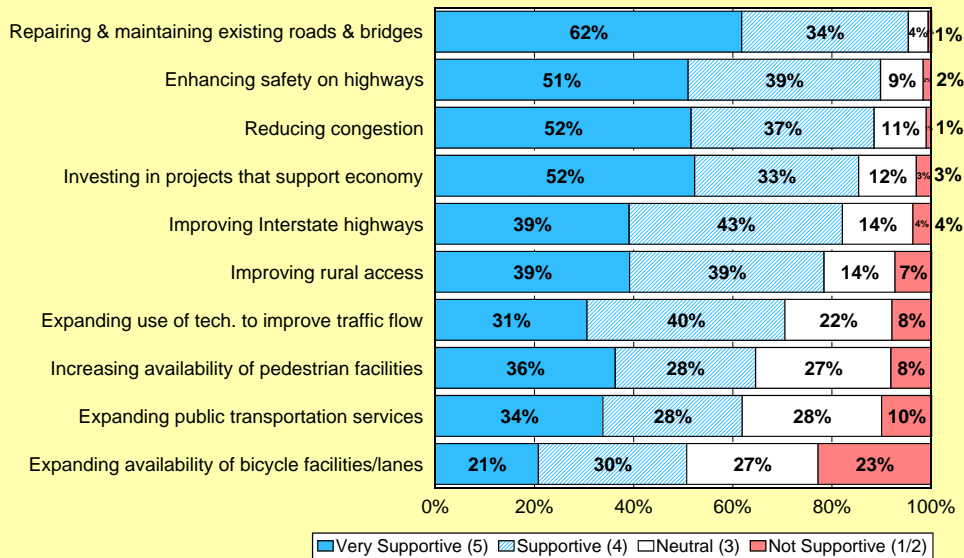 Repairing & maintaining existing roads & bridges 62% 34% 4% 1%
Enhancing safety on highways 51% 39% 9% 2% 2%
Reducing congestion 52% 37% 11% 1%
Investing in projects that support economy 52% 33% 12% 3% 3%
Improving Interstate highways 39% 43% 14% 4% 4%
Improving rural access 39% 39% 14% 7%
Expanding use of tech. to improve traffic flow 31% 40% 22% 8%
Increasing availability of pedestrian facilities 36% 28% 27% 8%
Expanding public transportation services 34% 28% 28% 10%
Expanding availability of bicycle facilities/lanes 21% 30% 27% 23%
0% 20% 40% 60% 80% 100%
Very Supportive (5) Supportive (4) Neutral (3) Not Supportive (1/2)